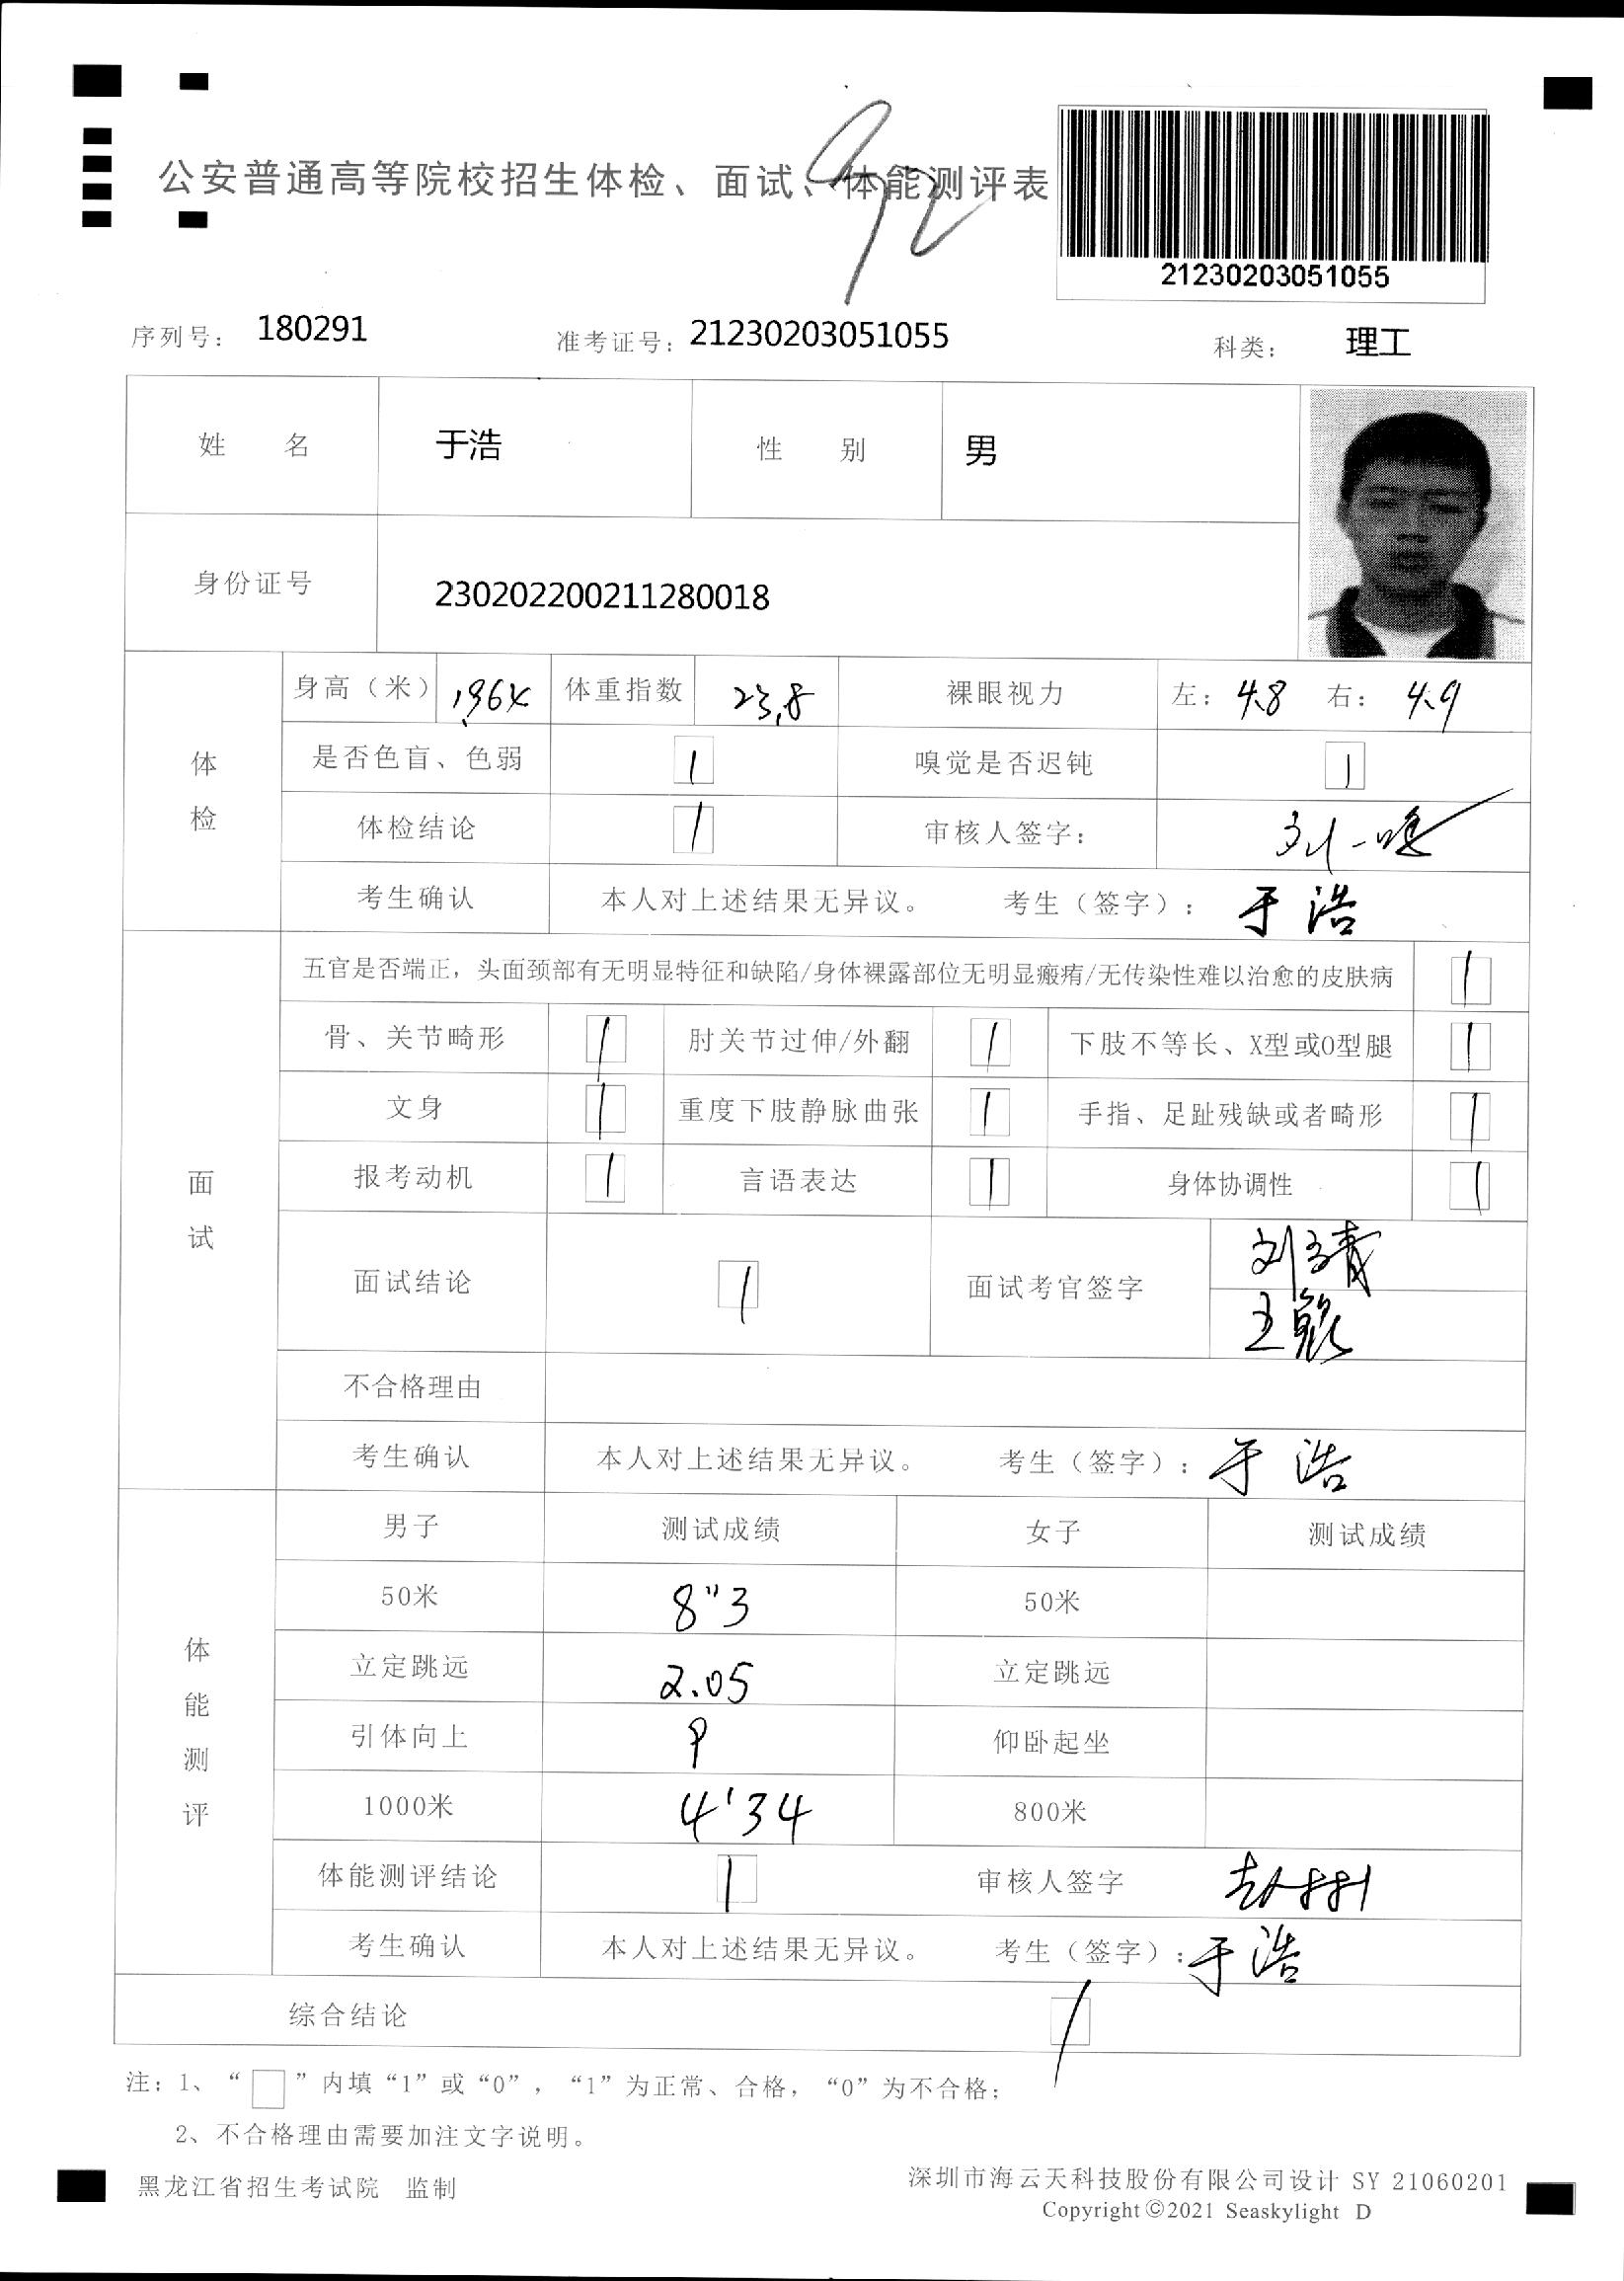 92
公安普通高等院校招生体检、面试、体能测评表
21230203051055
序列号： 180291 准考证号：21230203051055 科类： 理工
姓 名 于浩 性 别 男
身份证号 230202200211280018
体检
身高（米） 1.964 体重指数 23.8 裸眼视力 左：4.8 右：4.9
是否色盲、色弱 1 嗅觉是否迟钝 1
体检结论 1 审核人签字：
考生确认 本人对上述结果无异议。 考生（签字）： 于浩
面试
五官是否端正，头面颈部有无明显特征和缺陷/身体裸露部位无明显瘢痏/无传染性难以治愈的皮肤病 1
骨、关节畸形 1 肘关节过伸/外翻 1 下肢不等长、X型或O型腿 1
文身 1 重度下肢静脉曲张 1 手指、足趾残缺或者畸形 1
报考动机 1 言语表达 1 身体协调性 1
面试结论 1 面试考官签字
不合格理由
考生确认 本人对上述结果无异议。 考生（签字）： 于浩
体能测评
男子 测试成绩 女子 测试成绩
50米 8"3 50米
立定跳远 2.05 立定跳远
引体向上 仰卧起坐
1000米 4'34 800米
体能测评结论 1 审核人签字
考生确认 本人对上述结果无异议。 考生（签字）： 于浩
综合结论 1
注：1、“□”内填“1”或“0”，“1”为正常、合格，“0”为不合格；
2、不合格理由需要加注文字说明。
黑龙江省招生考试院 监制
深圳市海云天科技股份有限公司设计 SY 21060201
Copyright©2021 Seaskylight D